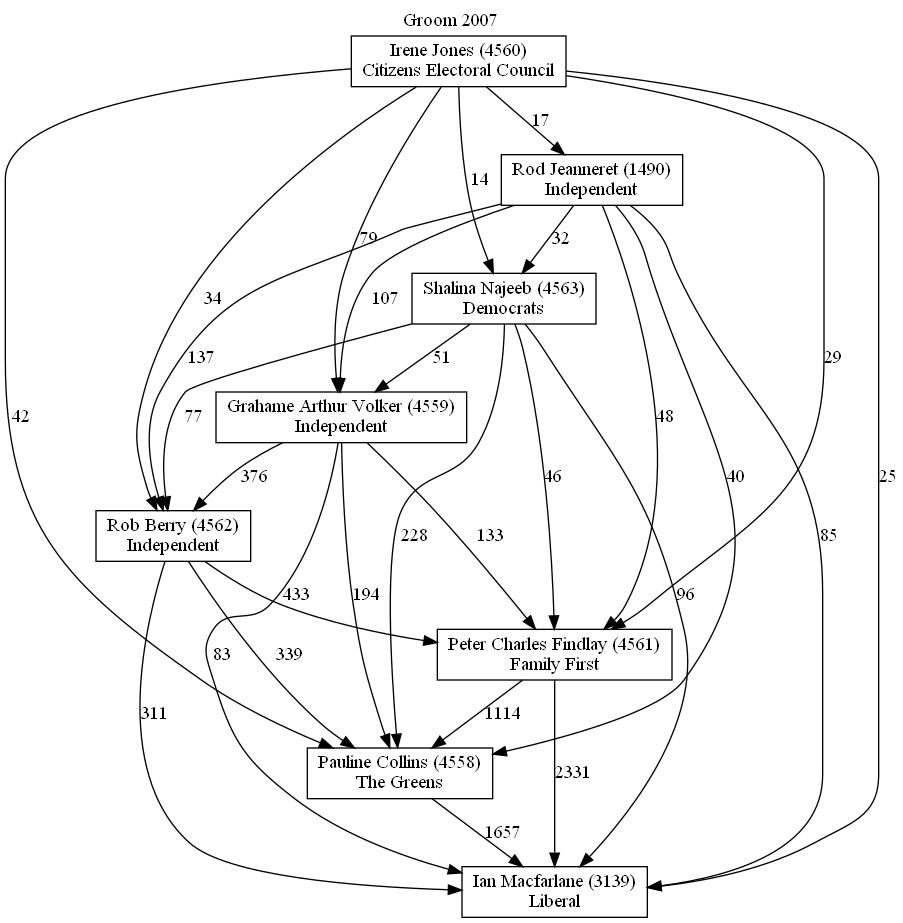 Groom 2007
Irene Jones (4560)
Citizens Electoral Council
17
Rod Jeanneret (1490)
Independent
14
79
32
34
107
Shalina Najeeb (4563)
Democrats
137
51
29
42
77
48
Grahame Arthur Volker (4559)
Independent
376
46
40
25
Rob Berry (4562)
Independent
228
133
85
433
194
96
83
339
Peter Charles Findlay (4561)
Family First
311
1114
Pauline Collins (4558)
The Greens
2331
1657
Ian Macfarlane (3139)
Liberal